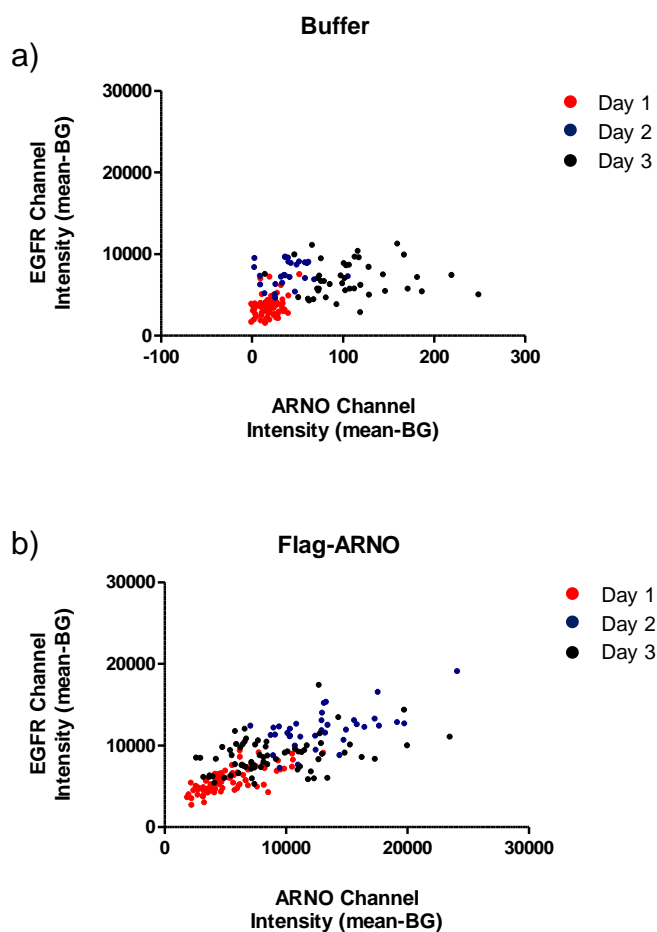 Buffer
a)
30000
20000
10000
0
-100
0
100
200
300
EGFR Channel
Intensity (mean-BG)
ARNO Channel
Intensity (mean-BG)
Day 1
Day 2
Day 3
b)
Flag-ARNO
30000
20000
10000
0
0
10000
20000
30000
EGFR Channel
Intensity (mean-BG)
ARNO Channel
Intensity (mean-BG)
Day 1
Day 2
Day 3